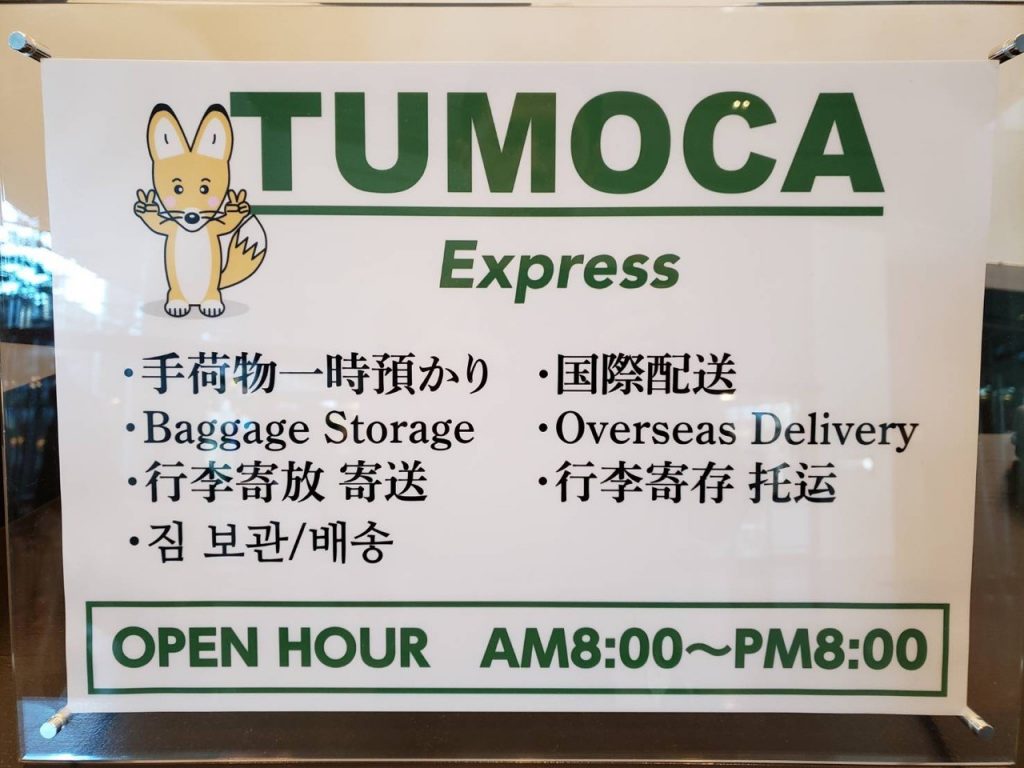 TUMOCA
Express
・手荷物一時預かり
・Baggage Storage
・行李寄放 寄送
・짐 보관/배송
・国際配送
・Overseas Delivery
・行李寄存 托运
OPEN HOUR AM8:00～PM8:00